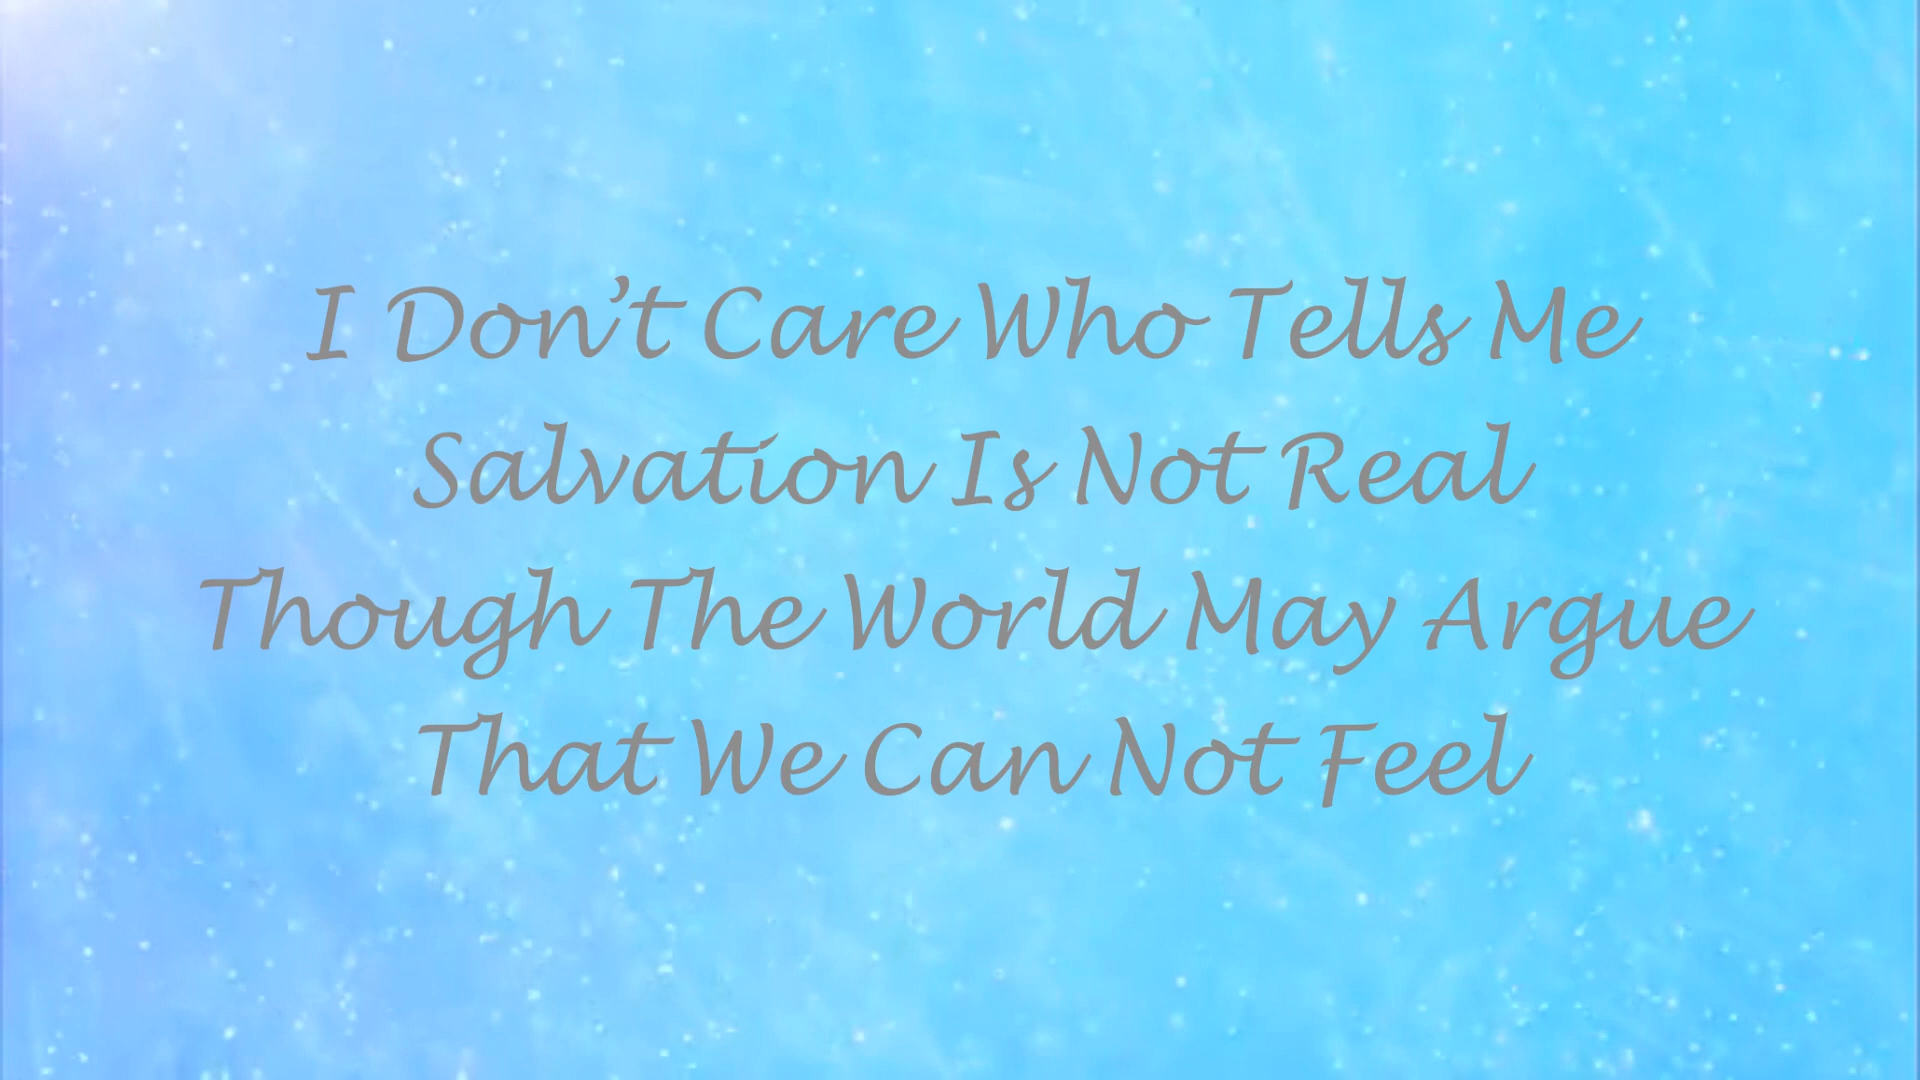 I Don’t Care Who Tells Me
Salvation Is Not Real
Though The World May Argue
That We Can Not Feel